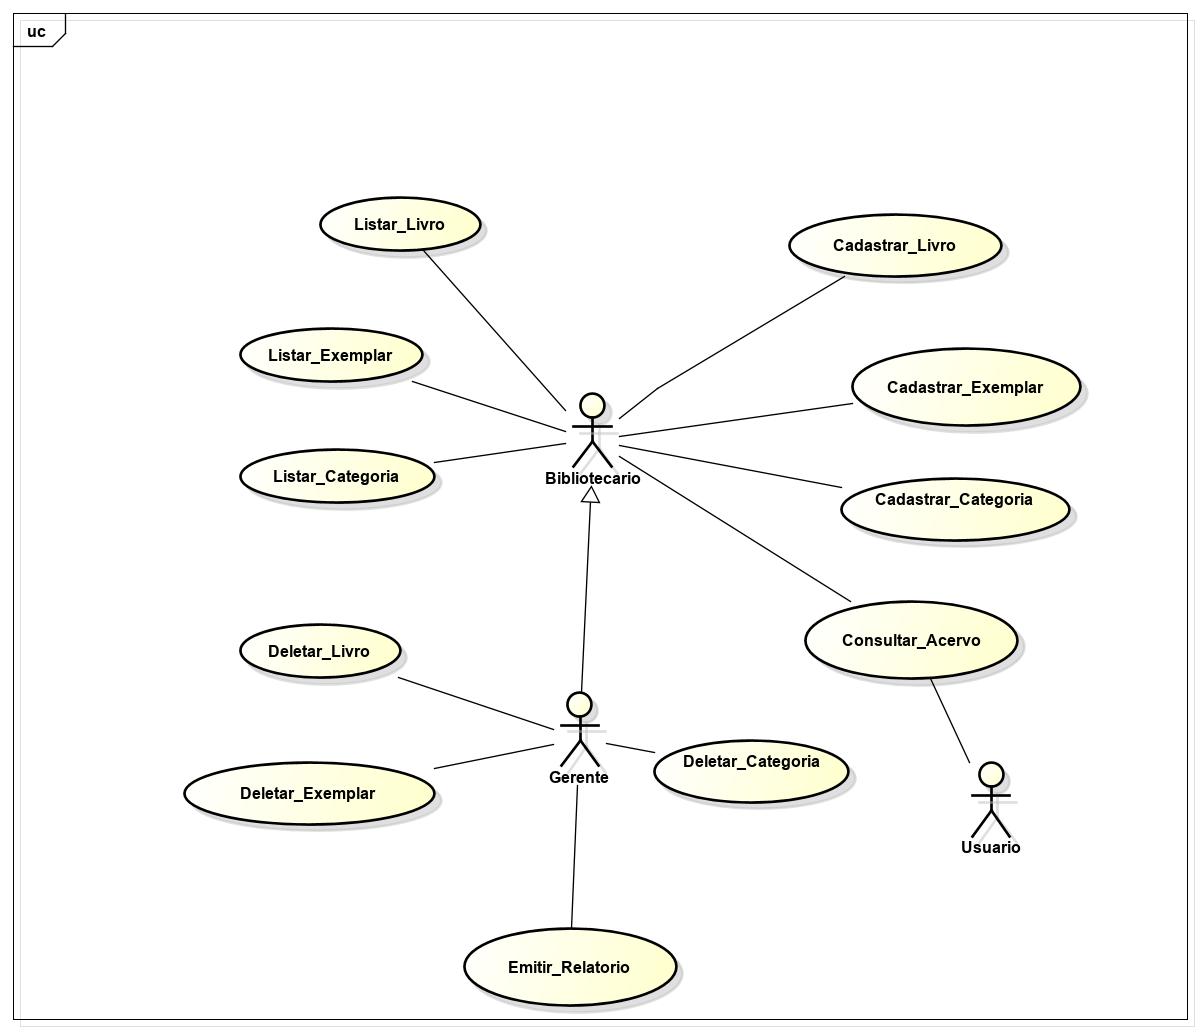 uc
Listar_Livro
Cadastrar_Livro
Listar_Exemplar
Cadastrar_Exemplar
Listar_Categoria
Bibliotecario
Cadastrar_Categoria
Consultar_Acervo
Deletar_Livro
Deletar_Categoria
Gerente
Deletar_Exemplar
Usuario
Emitir_Relatorio